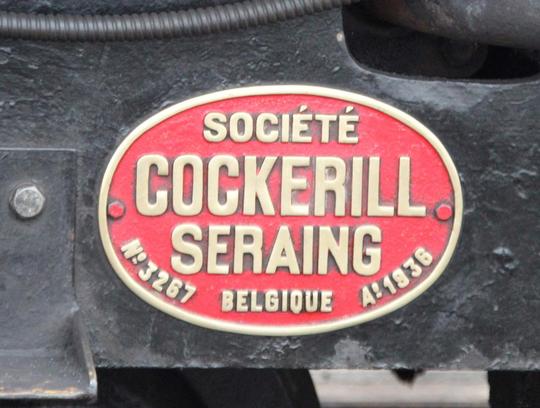 SOCIÉTÉ
COCKERILL
SERAING
Nº 3267 BELGIQUE Aº 1936